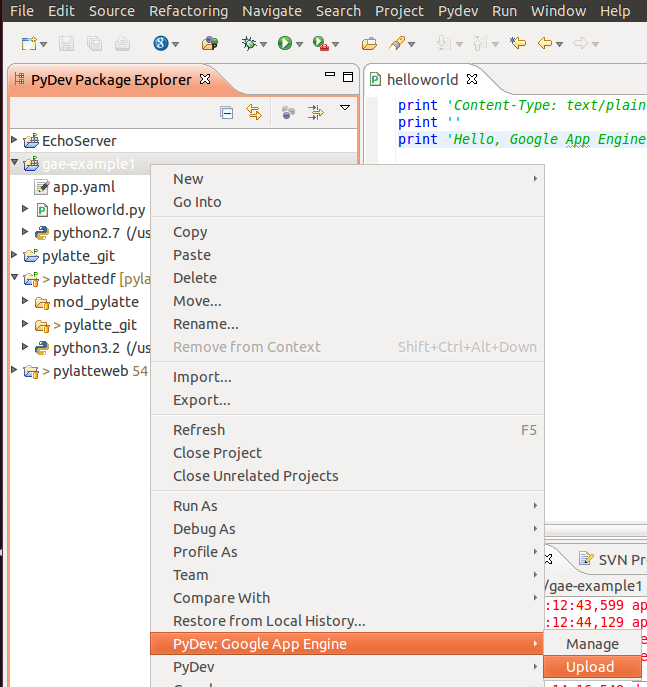 File Edit Source Refactoring Navigate Search Project Pydev Run Window Help
PyDev Package Explorer
EchoServer
gae-example1
app.yaml
helloworld.py
python2.7 (/us
pylatte_git
> pylattedf [pyla
mod_pylatte
> pylatte_git
python3.2 (/us
> pylatteweb 54
helloworld
print 'Content-Type: text/plain
print ''
print 'Hello, Google App Engine
New
Go Into
Copy
Paste
Delete
Move...
Rename...
Remove from Context Shift+Ctrl+Alt+Down
Import...
Export...
Refresh F5
Close Project
Close Unrelated Projects
Run As
Debug As
Profile As
Team
Compare With
Restore from Local History...
PyDev: Google App Engine
PyDev
Manage
Upload
SVN Pr
/gae-example1
:12:43,599 ap
:12:44,129 ap